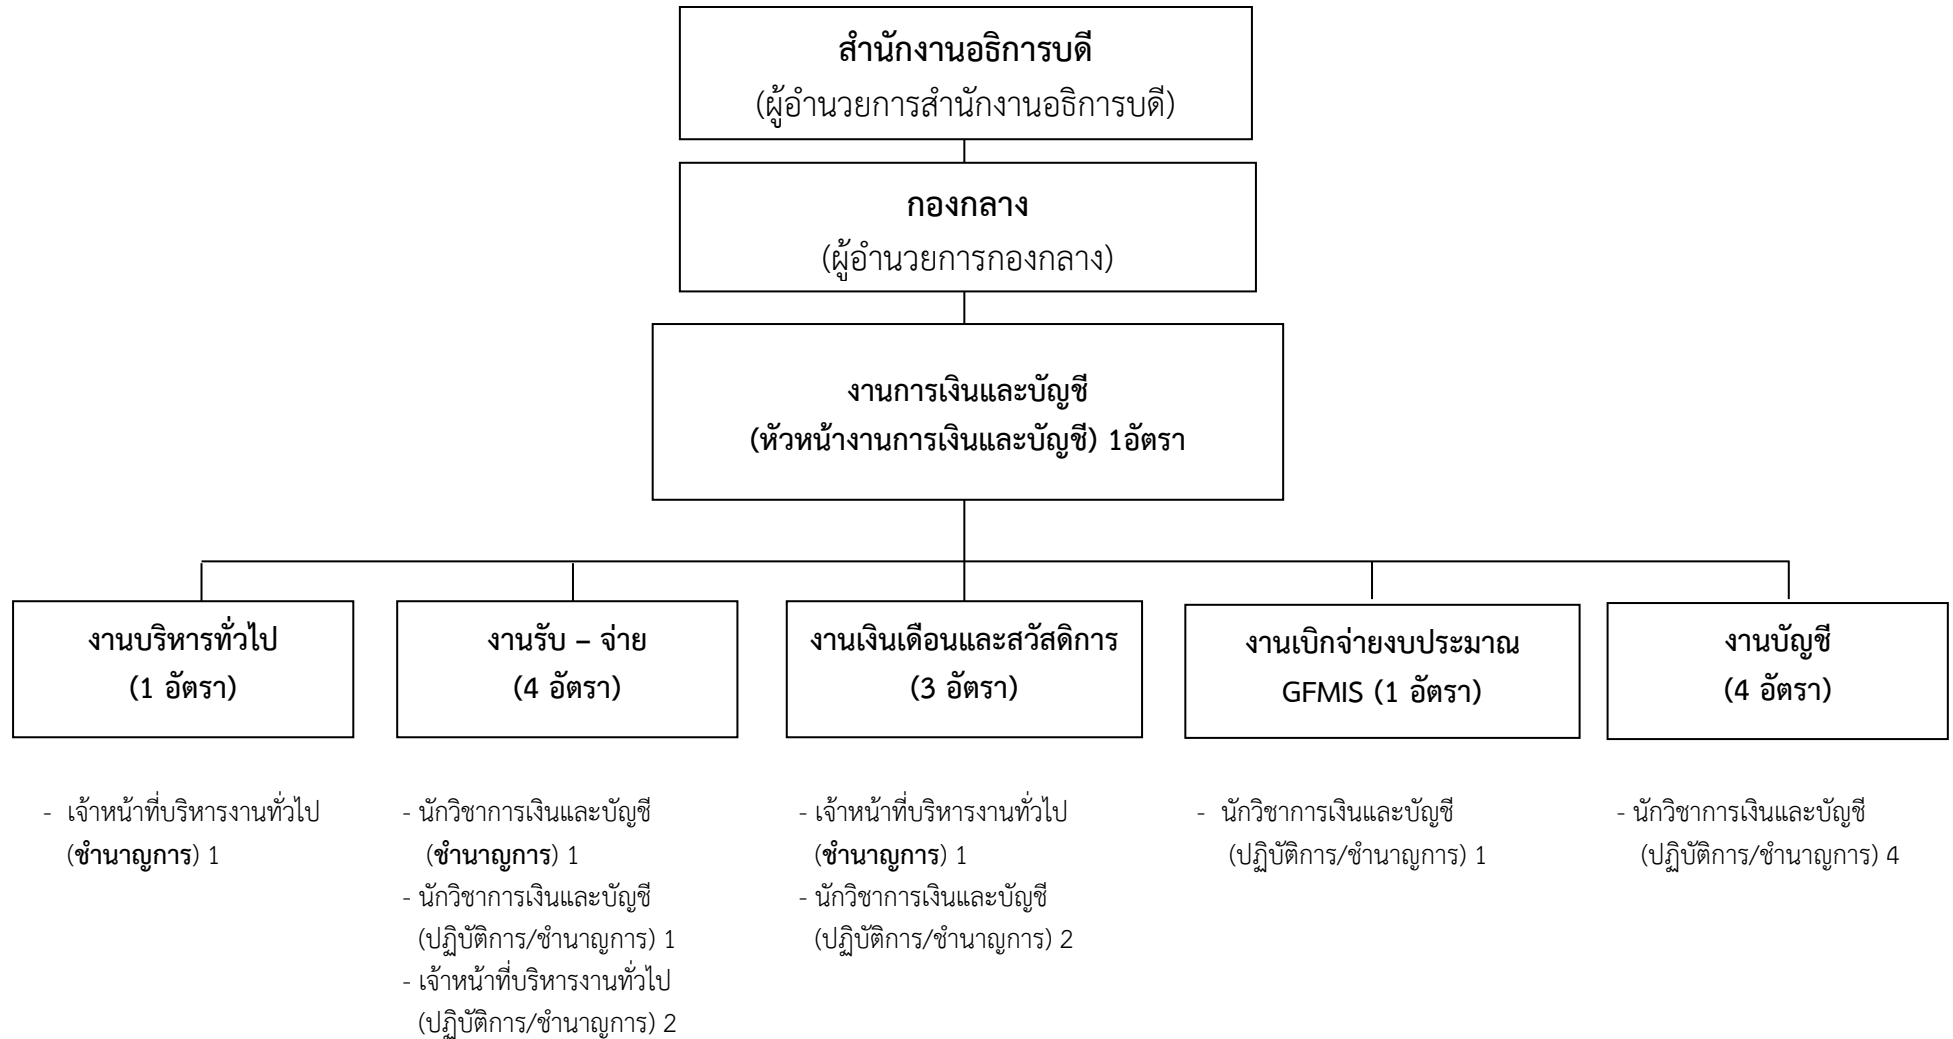 สำนักงานอธิการบดี
(ผู้อำนวยการสำนักงานอธิการบดี)
กองกลาง
(ผู้อำนวยการกองกลาง)
งานการเงินและบัญชี
(หัวหน้างานการเงินและบัญชี) 1อัตรา
งานบริหารทั่วไป
(1 อัตรา)
งานรับ – จ่าย
(4 อัตรา)
งานเงินเดือนและสวัสดิการ
(3 อัตรา)
งานเบิกจ่ายงบประมาณ
GFMIS (1 อัตรา)
งานบัญชี
(4 อัตรา)
- เจ้าหน้าที่บริหารงานทั่วไป
(ชำนาญการ) 1
- นักวิชาการเงินและบัญชี
(ชำนาญการ) 1
- นักวิชาการเงินและบัญชี
(ปฏิบัติการ/ชำนาญการ) 1
- เจ้าหน้าที่บริหารงานทั่วไป
(ปฏิบัติการ/ชำนาญการ) 2
- เจ้าหน้าที่บริหารงานทั่วไป
(ชำนาญการ) 1
- นักวิชาการเงินและบัญชี
(ปฏิบัติการ/ชำนาญการ) 2
- นักวิชาการเงินและบัญชี
(ปฏิบัติการ/ชำนาญการ) 1
- นักวิชาการเงินและบัญชี
(ปฏิบัติการ/ชำนาญการ) 4